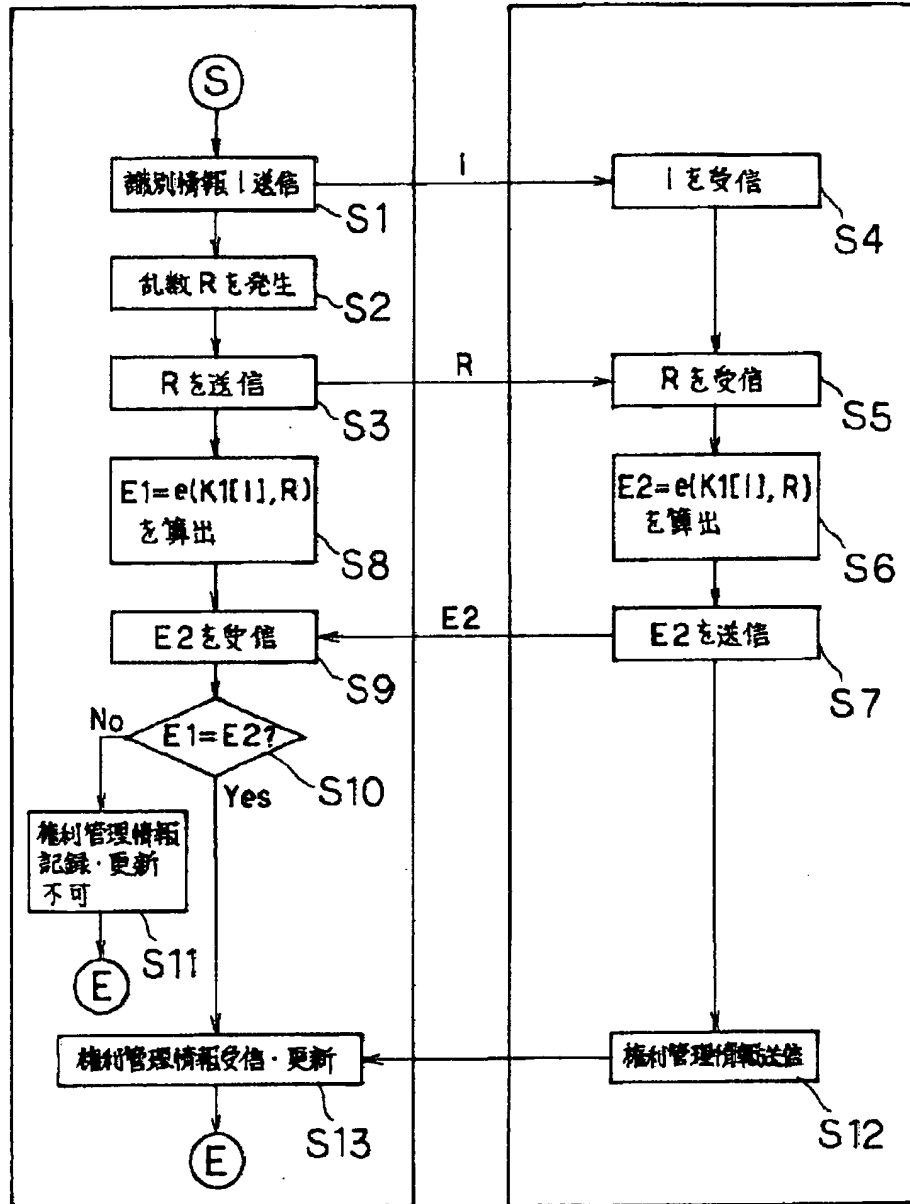 S
識別情報I送信
I
Iを受信
S1
S4
乱数Rを発生
S2
Rを送信
R
Rを受信
S3
S5
E1=e(K1[I],R)
を算出
S8
E2=e(K1[I],R)
を算出
S6
E2を受信
E2
E2を送信
S9
S7
E1=E2?
No
Yes
S10
権利管理情報
記録・更新
不可
S11
E
権利管理情報受信・更新
権利管理情報送信
S13
S12
E